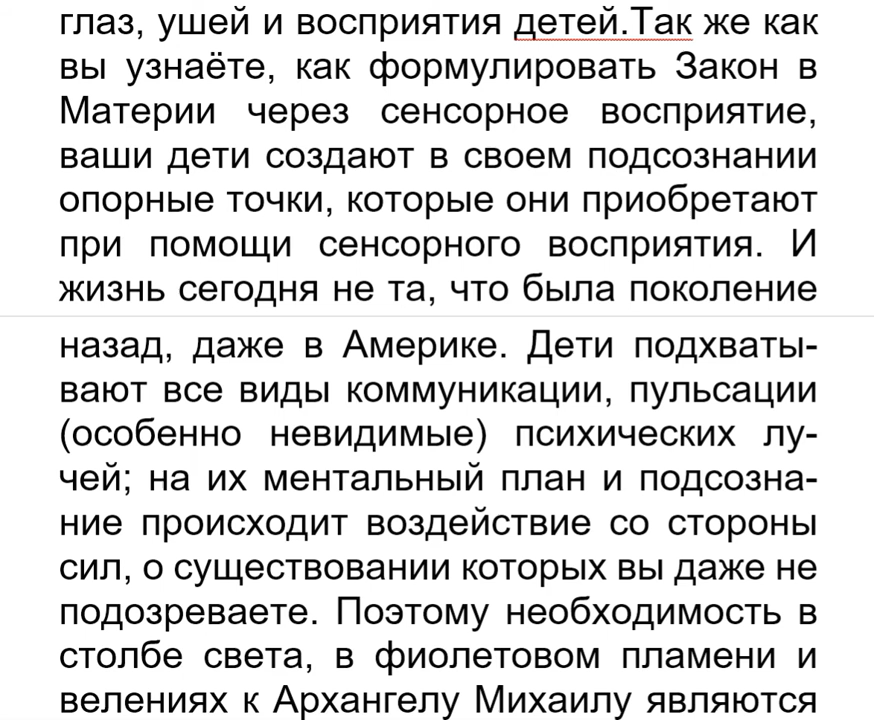 глаз, ушей и восприятия детей.Так же как
вы узнаёте, как формулировать Закон в
Материи через сенсорное восприятие,
ваши дети создают в своем подсознании
опорные точки, которые они приобретают
при помощи сенсорного восприятия. И
жизнь сегодня не та, что была поколение
назад, даже в Америке. Дети подхваты-
вают все виды коммуникации, пульсации
(особенно невидимые) психических лу-
чей; на их ментальный план и подсозна-
ние происходит воздействие со стороны
сил, о существовании которых вы даже не
подозреваете. Поэтому необходимость в
столбе света, в фиолетовом пламени и
велениях к Архангелу Михаилу являются